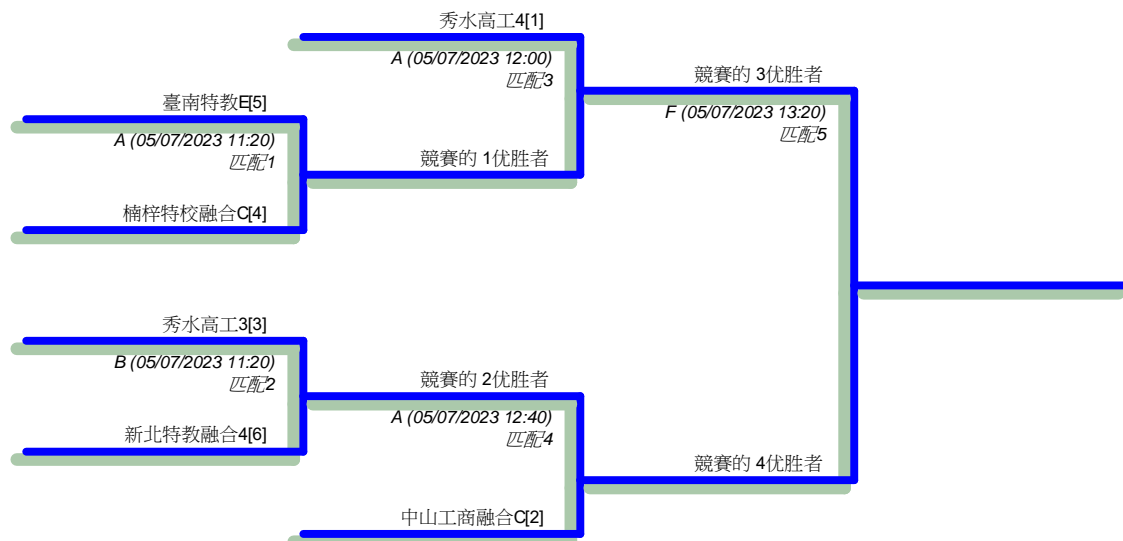 秀水高工4[1]
A (05/07/2023 12:00)
匹配3
競賽的 3优胜者
臺南特教E[5]
F (05/07/2023 13:20)
匹配5
A (05/07/2023 11:20)
匹配1
競賽的 1优胜者
楠梓特校融合C[4]
秀水高工3[3]
B (05/07/2023 11:20)
匹配2
競賽的 2优胜者
A (05/07/2023 12:40)
匹配4
新北特教融合4[6]
競賽的 4优胜者
中山工商融合C[2]